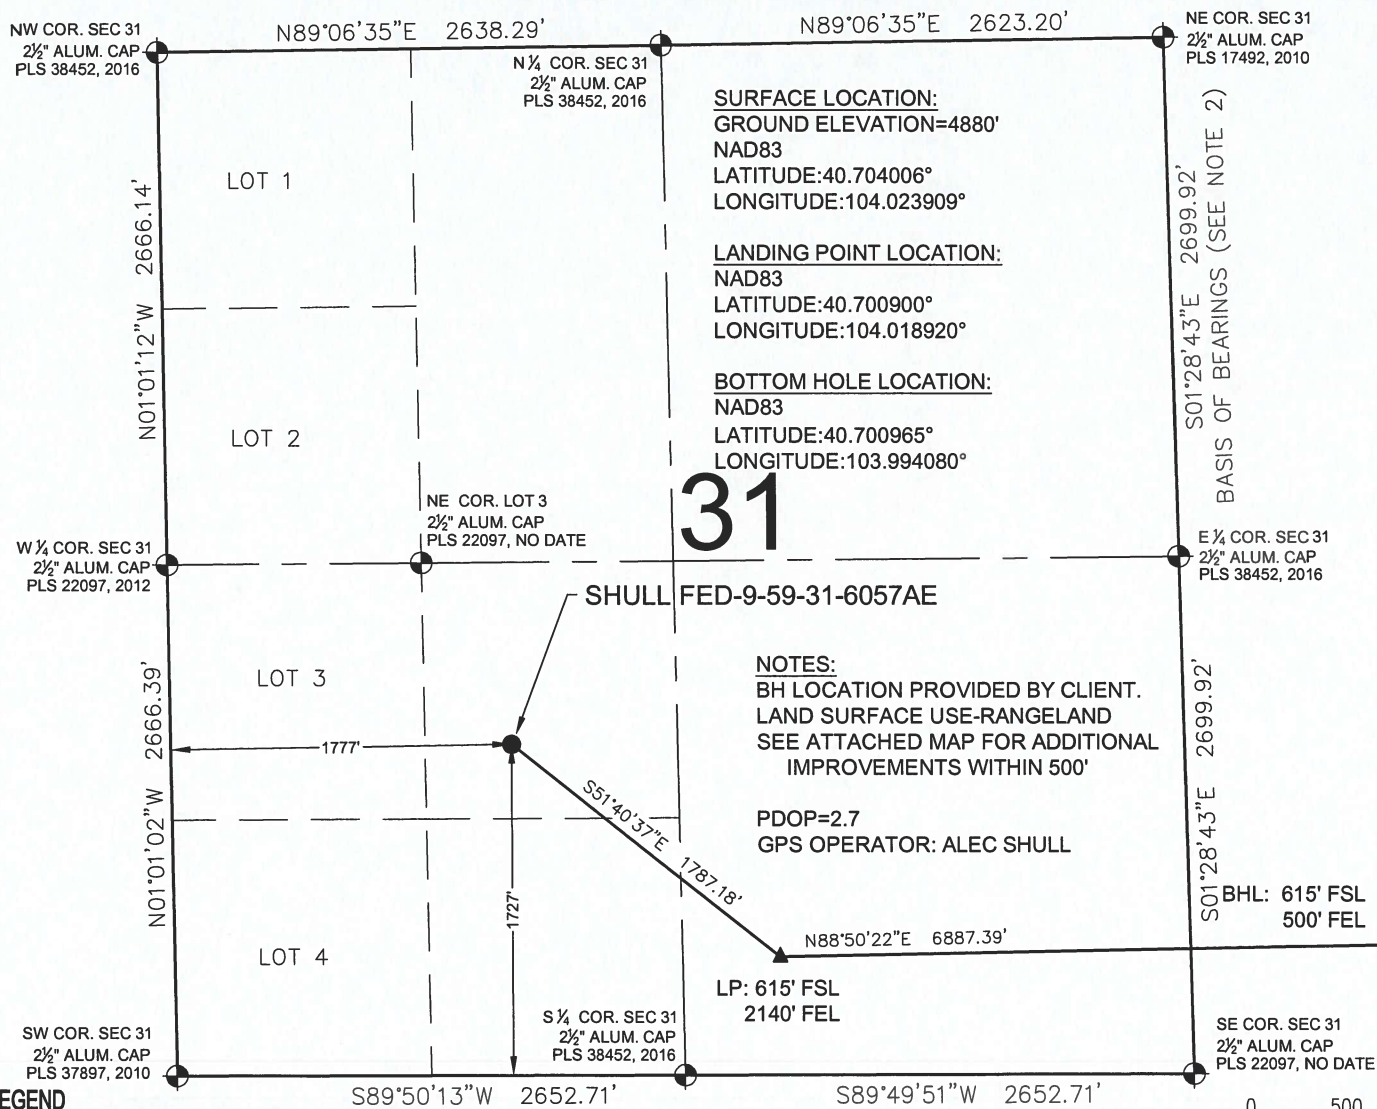 N89°06'35"E 2638.29'
N89°06'35"E 2623.20'
NW COR. SEC 31
2½" ALUM. CAP
PLS 38452, 2016
N ¼ COR. SEC 31
2½" ALUM. CAP
PLS 38452, 2016
NE COR. SEC 31
2½" ALUM. CAP
PLS 17492, 2010
SURFACE LOCATION:
GROUND ELEVATION=4880'
NAD83
LATITUDE:40.704006°
LONGITUDE:104.023909°
LANDING POINT LOCATION:
NAD83
LATITUDE:40.700900°
LONGITUDE:104.018920°
BOTTOM HOLE LOCATION:
NAD83
LATITUDE:40.700965°
LONGITUDE:103.994080°
LOT 1
N01°01'12"W 2666.14'
S01°28'43"E 2699.92'
BASIS OF BEARINGS (SEE NOTE 2)
LOT 2
31
NE COR. LOT 3
2½" ALUM. CAP
PLS 22097, NO DATE
W ¼ COR. SEC 31
2½" ALUM. CAP
PLS 22097, 2012
E ¼ COR. SEC 31
2½" ALUM. CAP
PLS 38452, 2016
SHULL FED-9-59-31-6057AE
LOT 3
N01°01'02"W 2666.39'
1777'
NOTES:
BH LOCATION PROVIDED BY CLIENT.
LAND SURFACE USE-RANGELAND
SEE ATTACHED MAP FOR ADDITIONAL
IMPROVEMENTS WITHIN 500'
PDOP=2.7
GPS OPERATOR: ALEC SHULL
S01°28'43"E 2699.92'
S51°40'37"E 1787.18'
1727'
BHL: 615' FSL
500' FEL
N88°50'22"E 6887.39'
LOT 4
LP: 615' FSL
2140' FEL
SW COR. SEC 31
2½" ALUM. CAP
PLS 37897, 2010
S ¼ COR. SEC 31
2½" ALUM. CAP
PLS 38452, 2016
SE COR. SEC 31
2½" ALUM. CAP
PLS 22097, NO DATE
EGEND
S89°50'13"W 2652.71'
S89°49'51"W 2652.71'
0 500